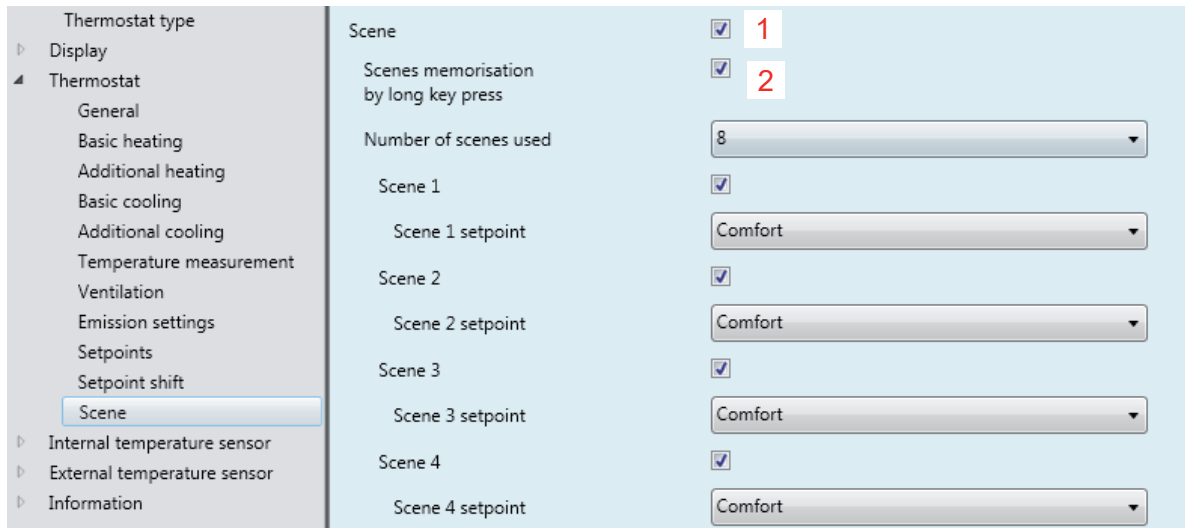 Thermostat type
Display
Thermostat
General
Basic heating
Additional heating
Basic cooling
Additional cooling
Temperature measurement
Ventilation
Emission settings
Setpoints
Setpoint shift
Scene
Internal temperature sensor
External temperature sensor
Information
Scene 1
Scenes memorisation 2
by long key press
Number of scenes used 8
Scene 1
Scene 1 setpoint Comfort
Scene 2
Scene 2 setpoint Comfort
Scene 3
Scene 3 setpoint Comfort
Scene 4
Scene 4 setpoint Comfort